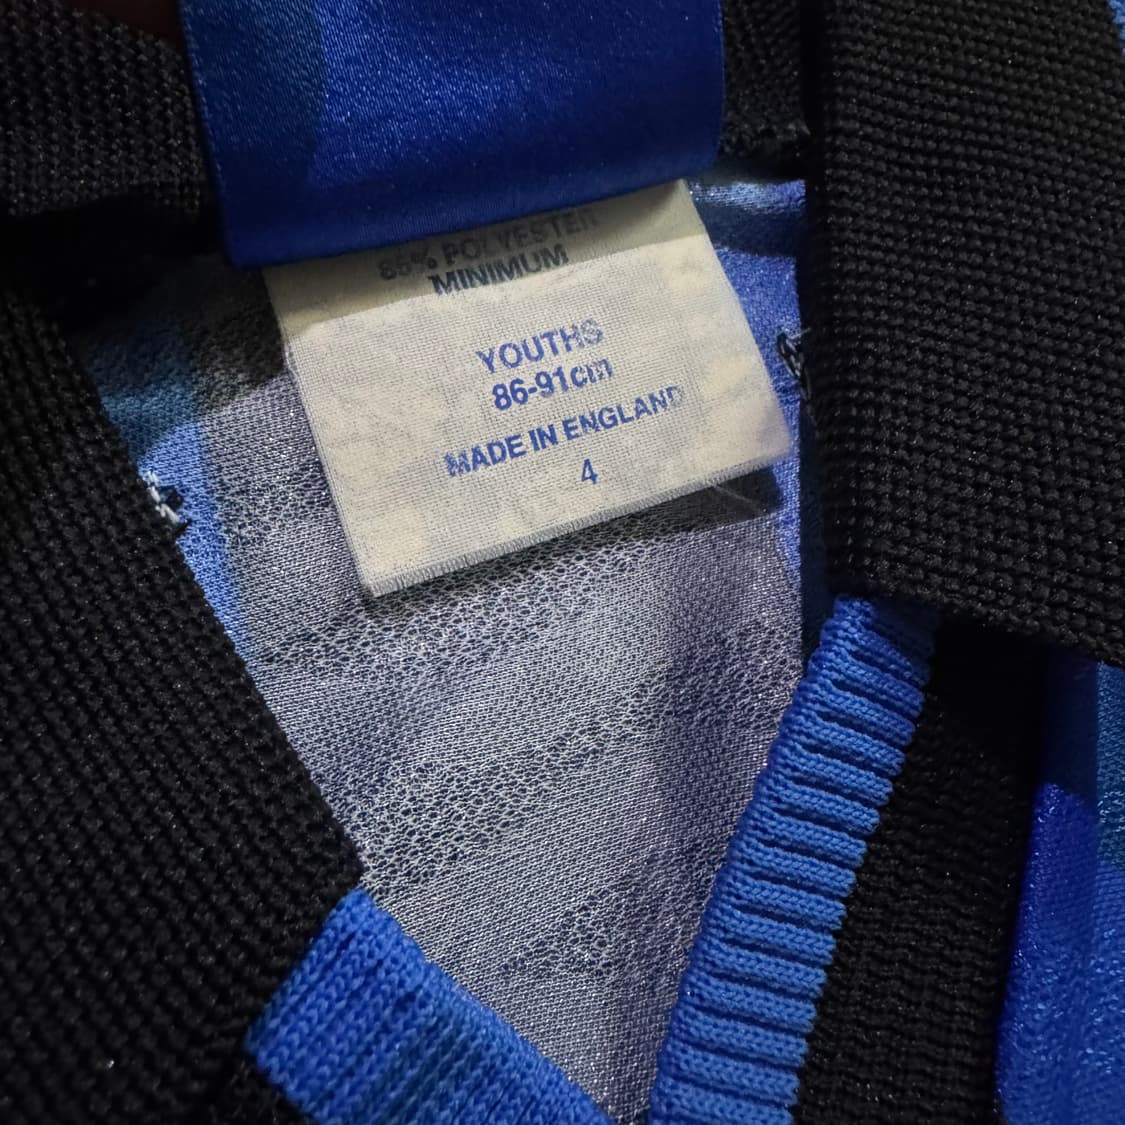 85% POLYESTER
MINIMUM
YOUTHS
86-91cm
MADE IN ENGLAND
4